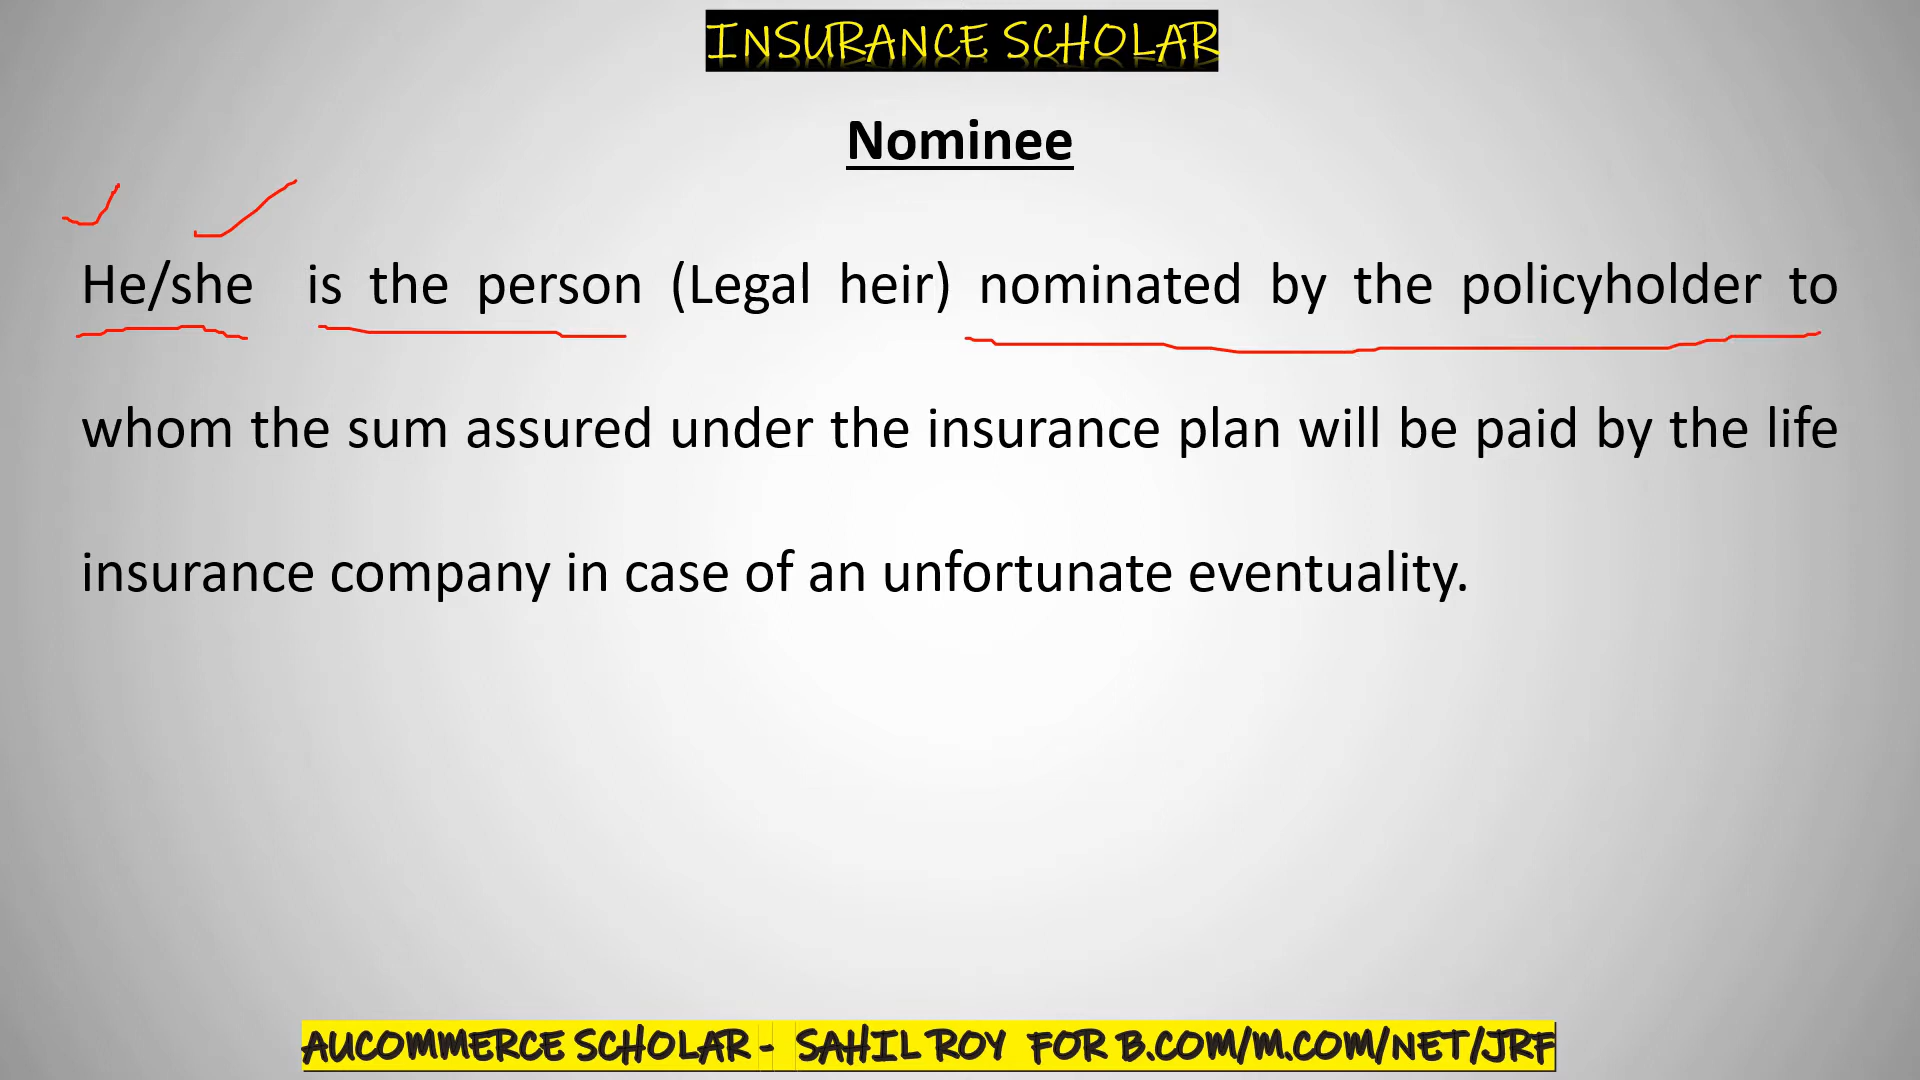 INSURANCE SCHOLAR
Nominee
He/she is the person (Legal heir) nominated by the policyholder to
whom the sum assured under the insurance plan will be paid by the life
insurance company in case of an unfortunate eventuality.
AUCOMMERCE SCHOLAR - SAHIL ROY FOR B.COM/M.COM/NET/JRF